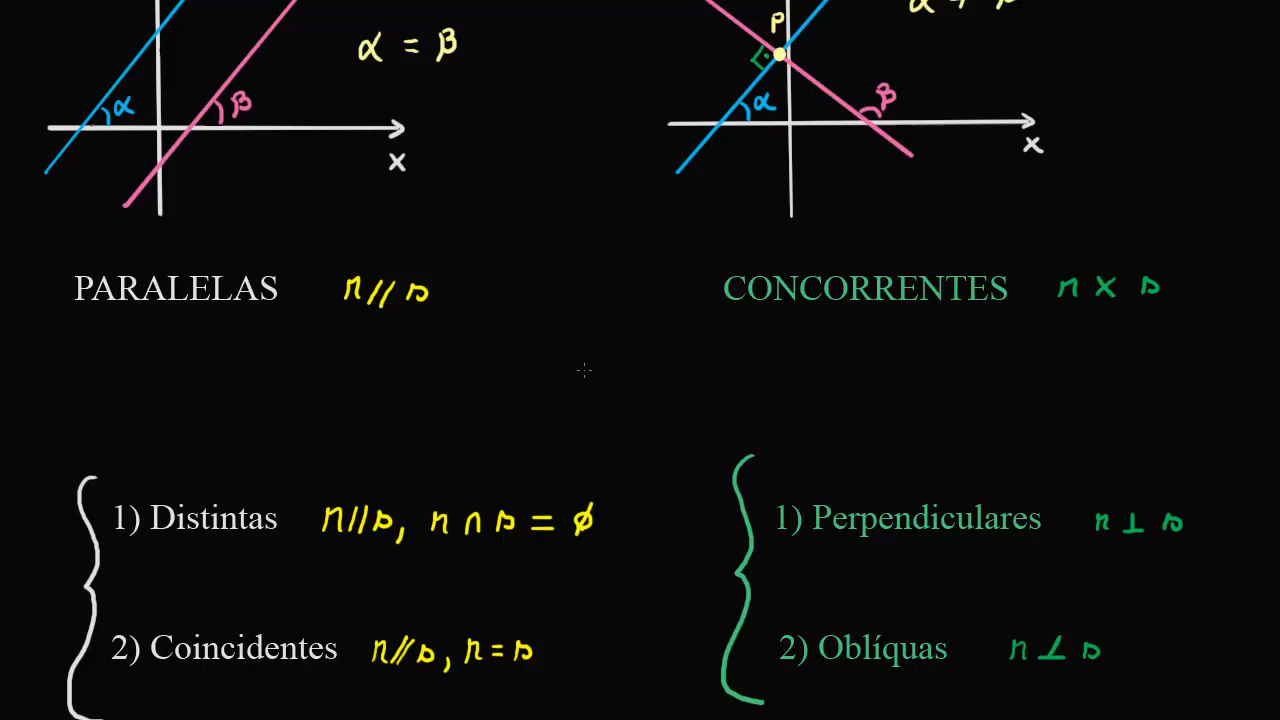 α = β
P
α β
α β
x x
PARALELAS r // s
CONCORRENTES r × s
1) Distintas r//s, r ∩ s = ø
1) Perpendiculares r ⊥ s
2) Coincidentes r//s, r = s
2) Oblíquas r ⊥ s